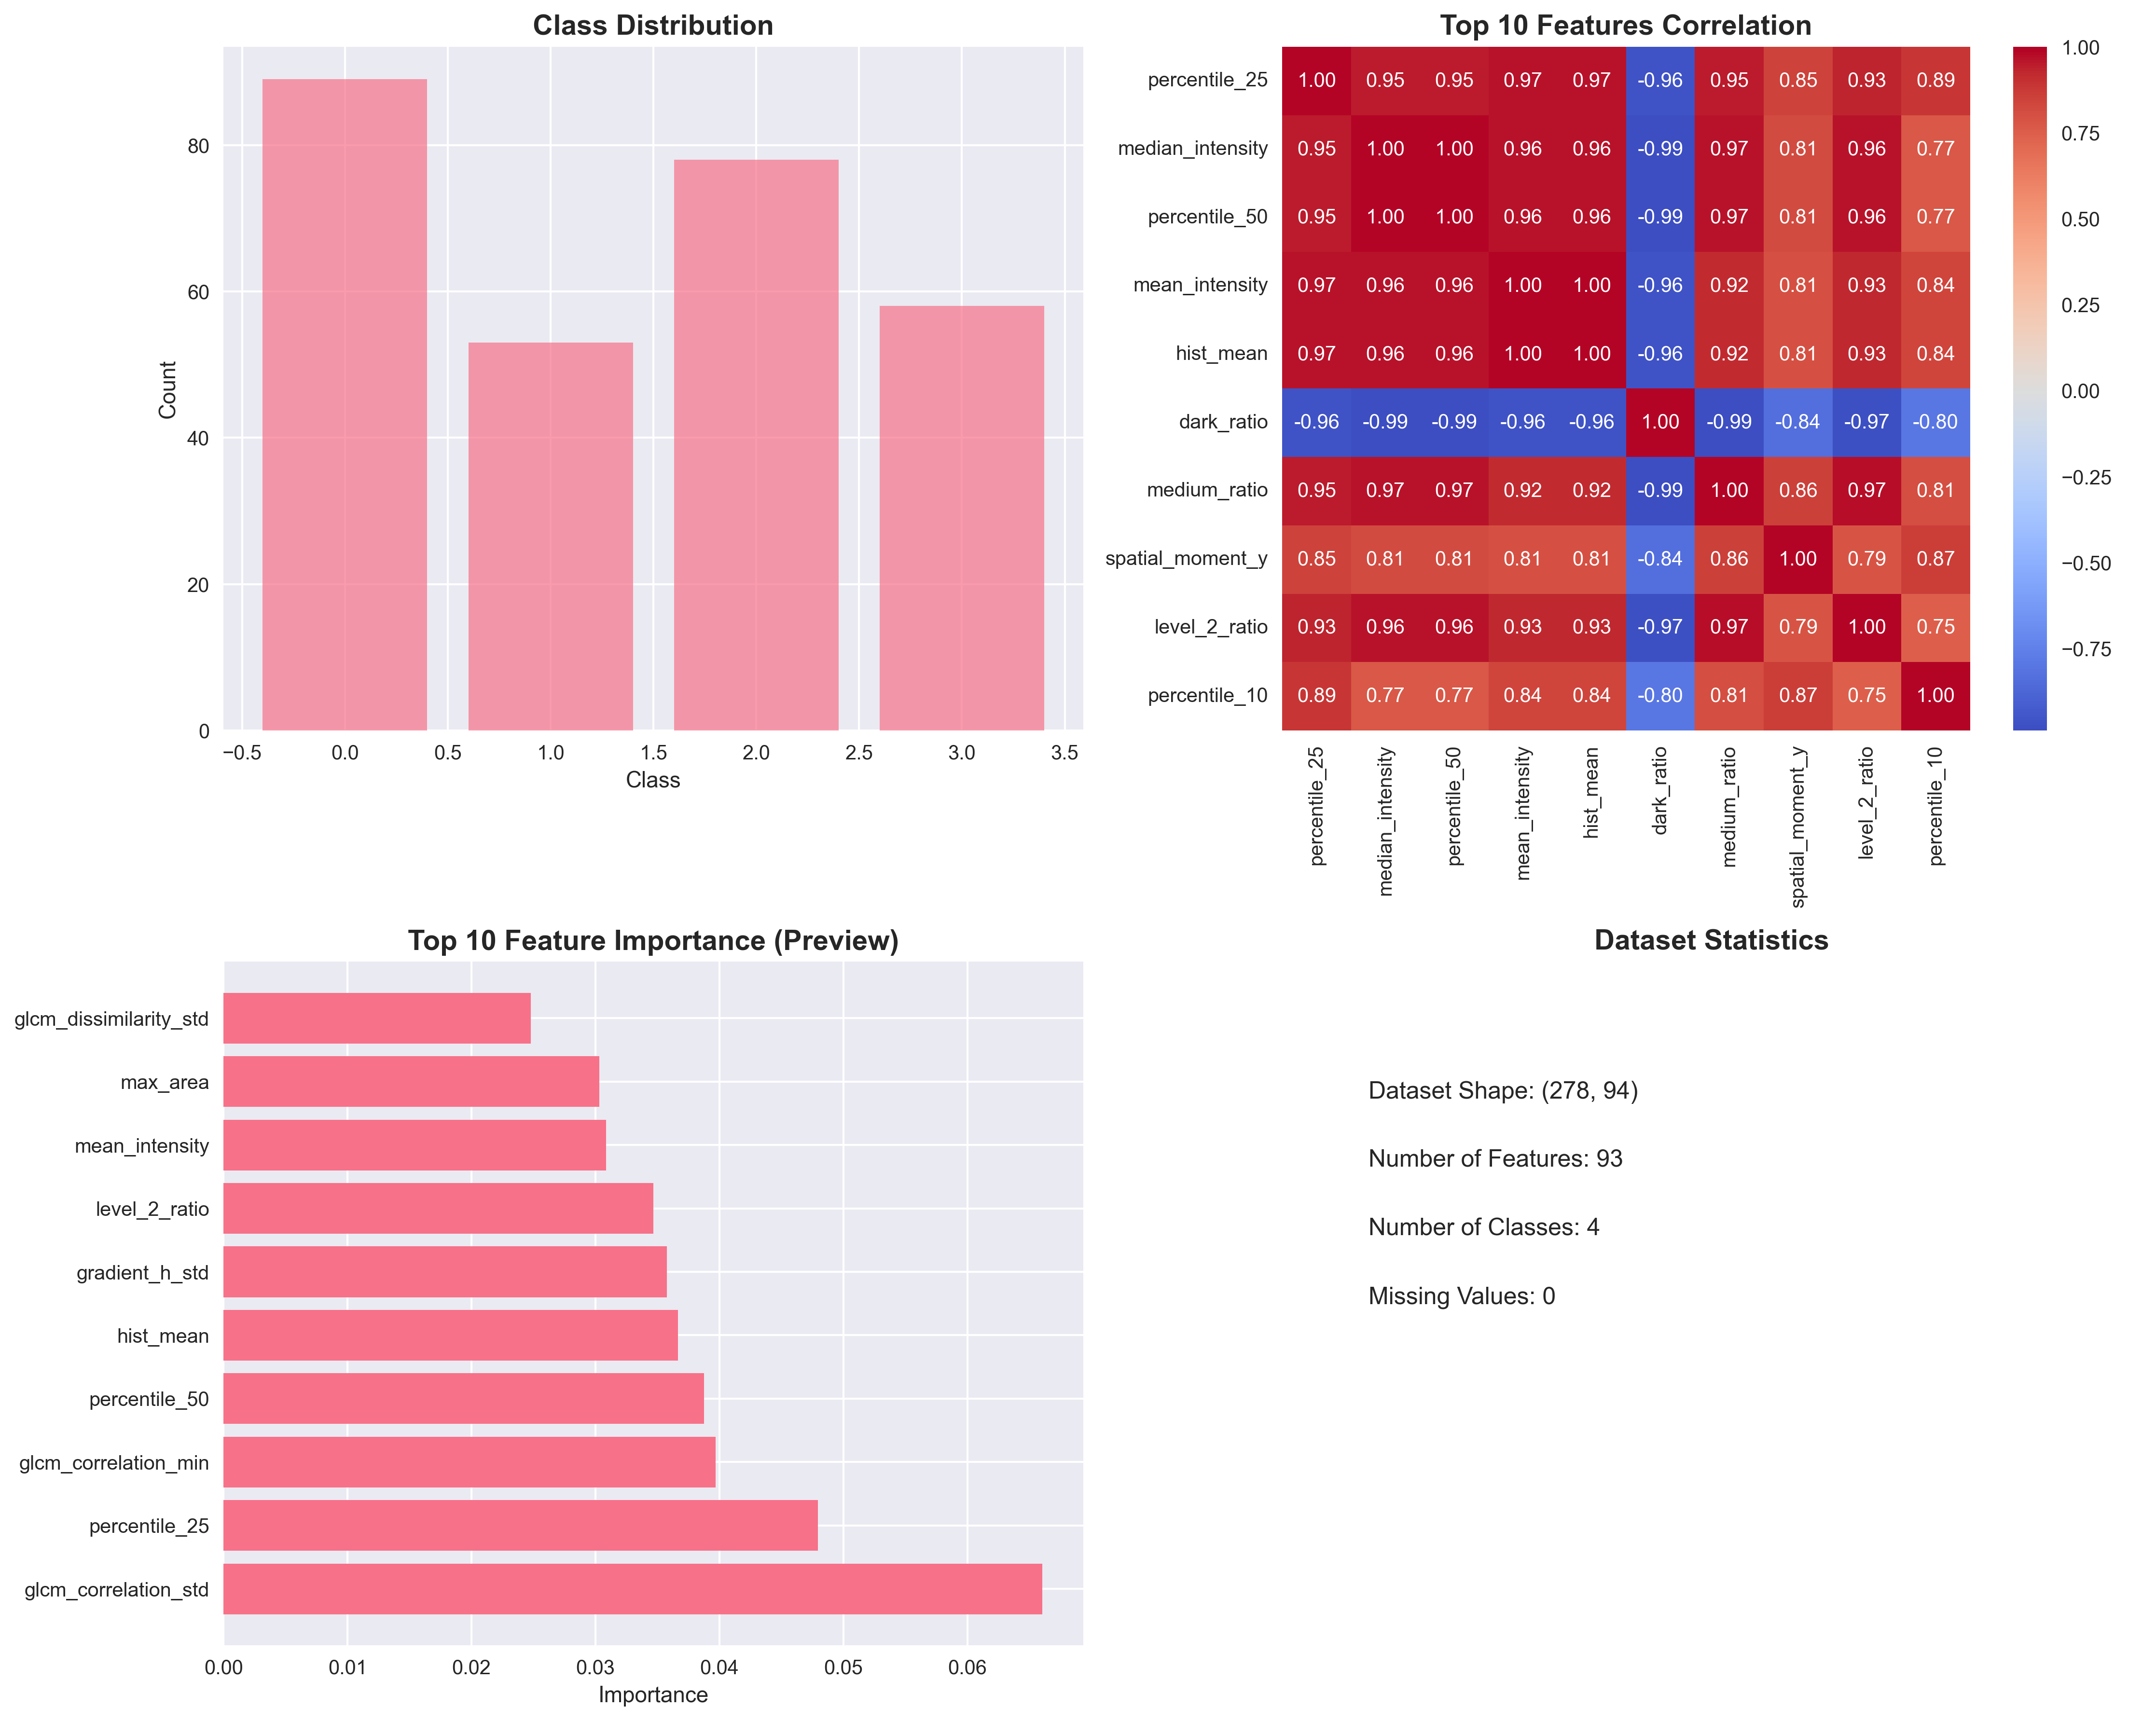 Class Distribution
Count
80
60
40
20
0
−0.5 0.0 0.5 1.0 1.5 2.0 2.5 3.0 3.5
Class
Top 10 Features Correlation
percentile_25 1.00 0.95 0.95 0.97 0.97 -0.96 0.95 0.85 0.93 0.89
median_intensity 0.95 1.00 1.00 0.96 0.96 -0.99 0.97 0.81 0.96 0.77
percentile_50 0.95 1.00 1.00 0.96 0.96 -0.99 0.97 0.81 0.96 0.77
mean_intensity 0.97 0.96 0.96 1.00 1.00 -0.96 0.92 0.81 0.93 0.84
hist_mean 0.97 0.96 0.96 1.00 1.00 -0.96 0.92 0.81 0.93 0.84
dark_ratio -0.96 -0.99 -0.99 -0.96 -0.96 1.00 -0.99 -0.84 -0.97 -0.80
medium_ratio 0.95 0.97 0.97 0.92 0.92 -0.99 1.00 0.86 0.97 0.81
spatial_moment_y 0.85 0.81 0.81 0.81 0.81 -0.84 0.86 1.00 0.79 0.87
level_2_ratio 0.93 0.96 0.96 0.93 0.93 -0.97 0.97 0.79 1.00 0.75
percentile_10 0.89 0.77 0.77 0.84 0.84 -0.80 0.81 0.87 0.75 1.00
percentile_25 median_intensity percentile_50 mean_intensity hist_mean dark_ratio medium_ratio spatial_moment_y level_2_ratio percentile_10
1.00
0.75
0.50
0.25
0.00
−0.25
−0.50
−0.75
Top 10 Feature Importance (Preview)
glcm_dissimilarity_std
max_area
mean_intensity
level_2_ratio
gradient_h_std
hist_mean
percentile_50
glcm_correlation_min
percentile_25
glcm_correlation_std
0.00 0.01 0.02 0.03 0.04 0.05 0.06
Importance
Dataset Statistics
Dataset Shape: (278, 94)
Number of Features: 93
Number of Classes: 4
Missing Values: 0